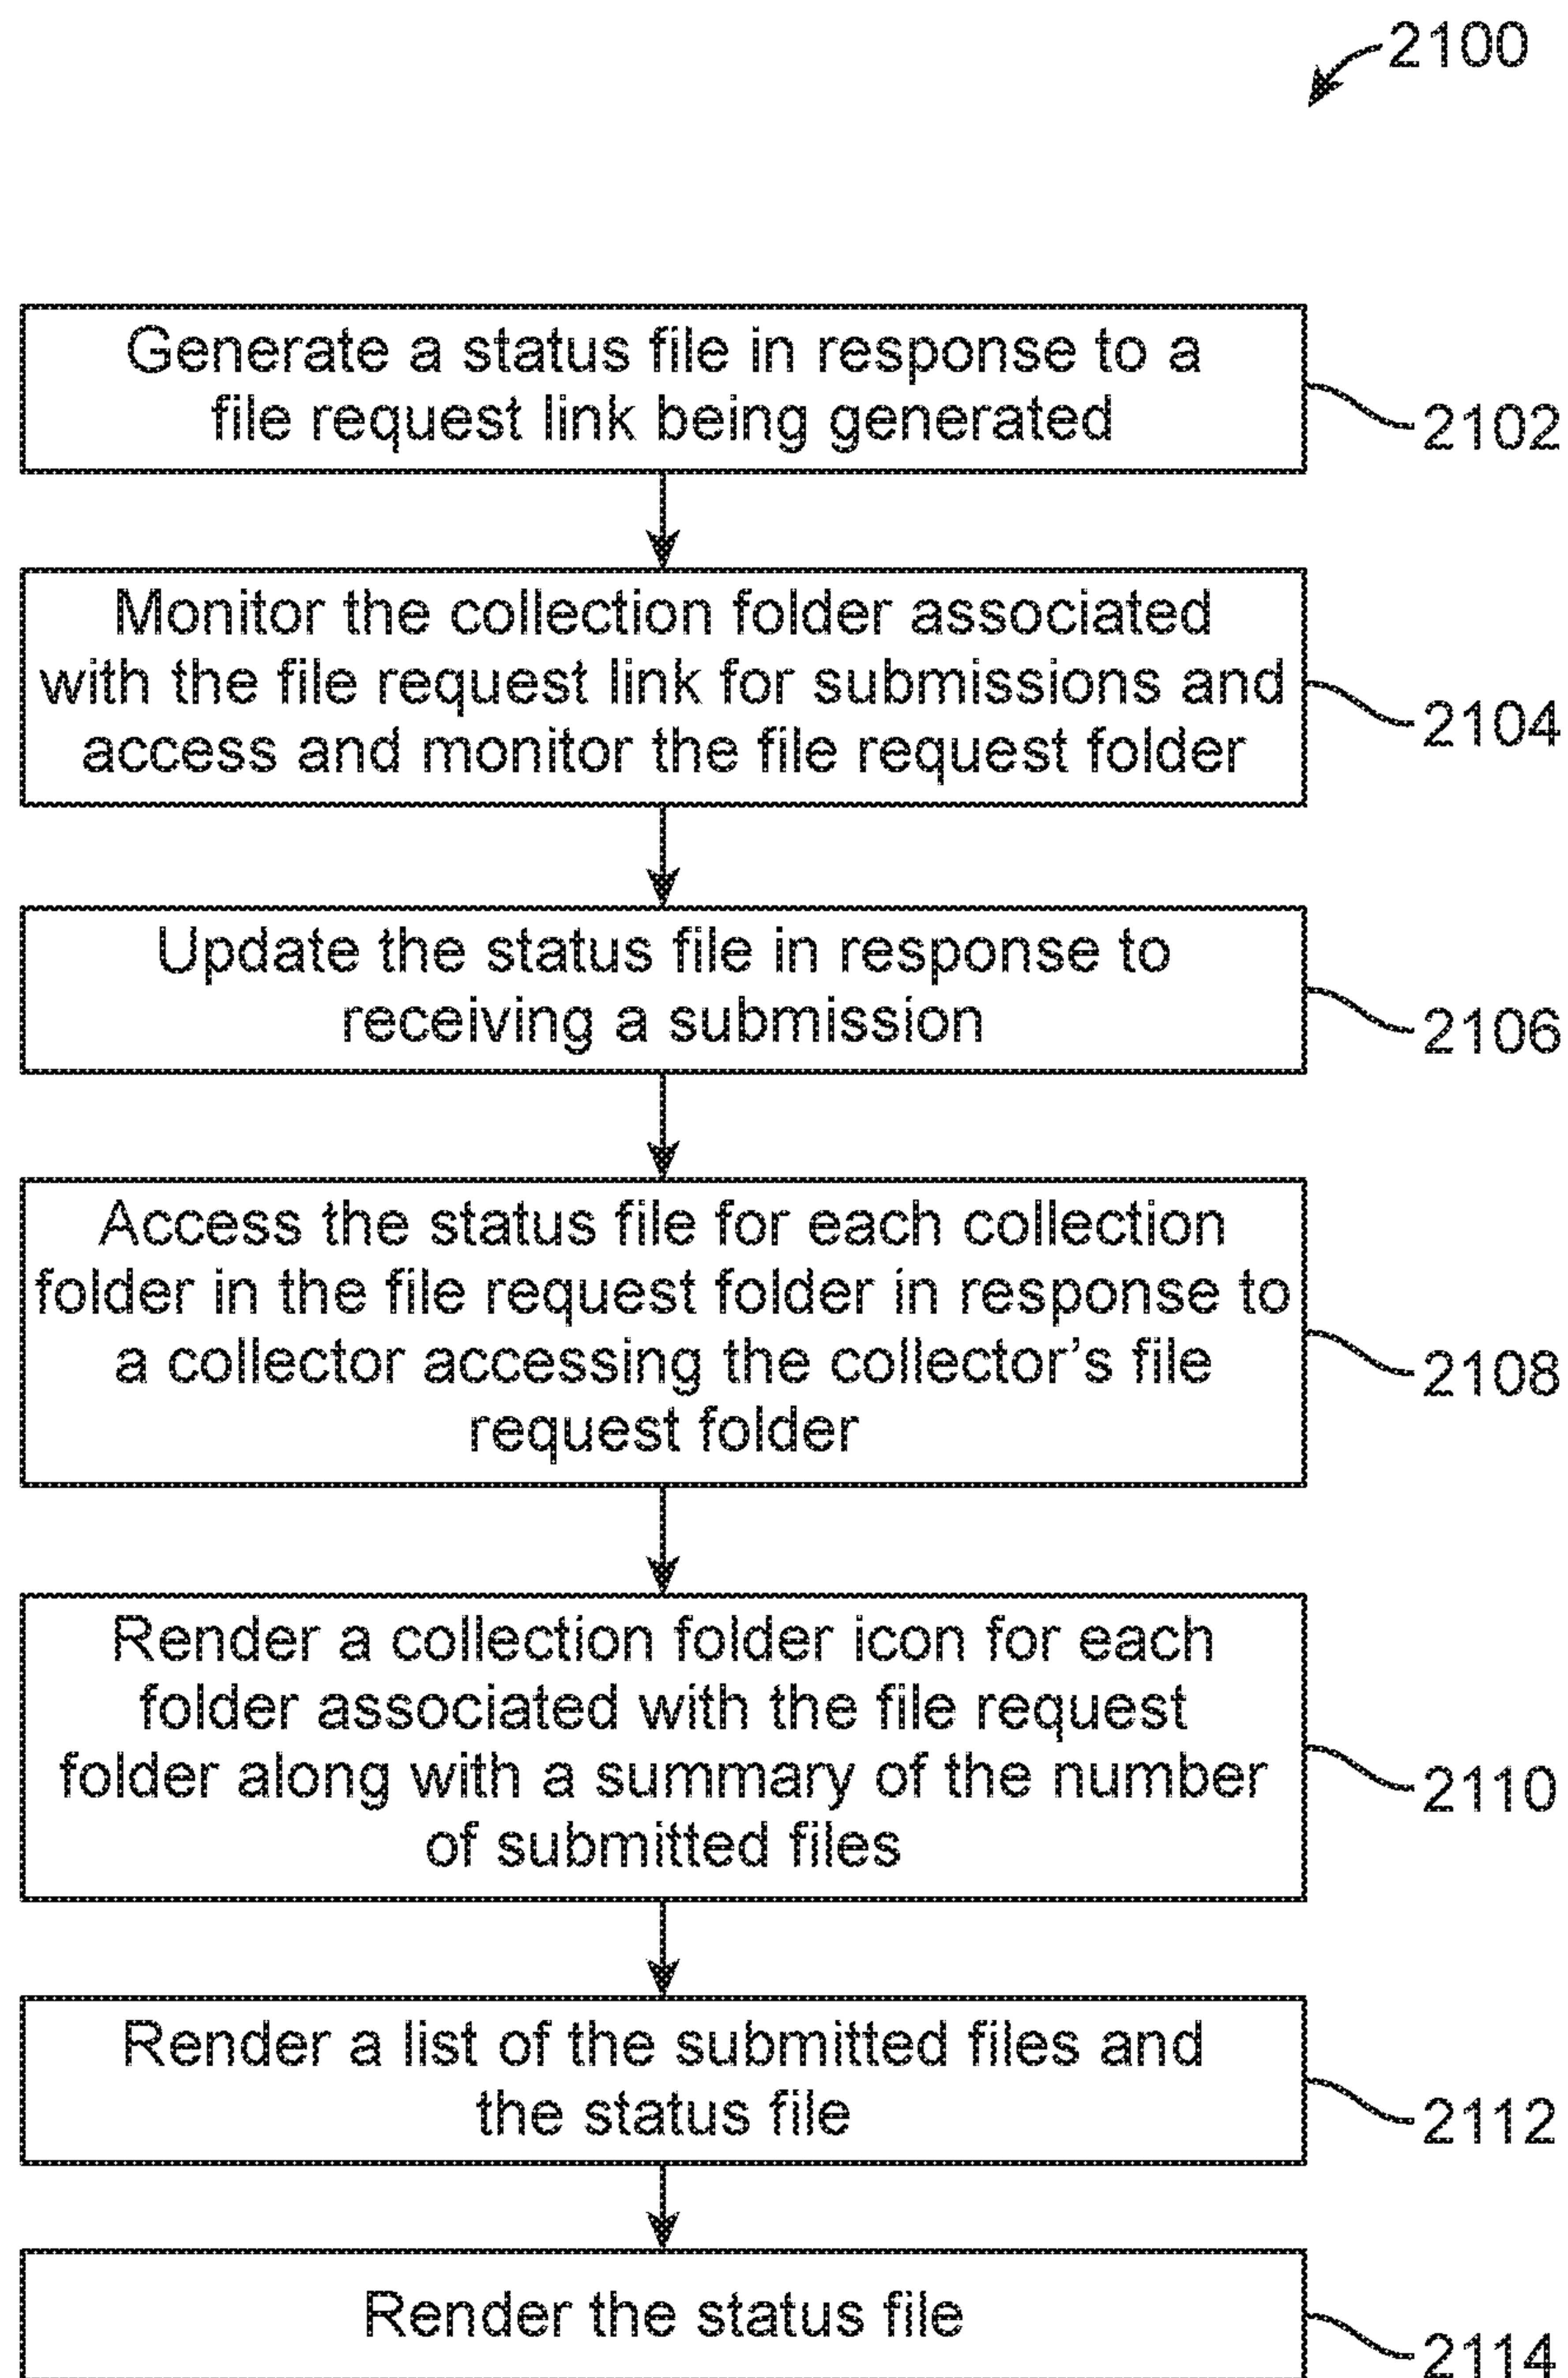 2100
Generate a status file in response to a
file request link being generated
2102
Monitor the collection folder associated
with the file request link for submissions and
access and monitor the file request folder
2104
Update the status file in response to
receiving a submission
2106
Access the status file for each collection
folder in the file request folder in response to
a collector accessing the collector's file
request folder
2108
Render a collection folder icon for each
folder associated with the file request
folder along with a summary of the number
of submitted files
2110
Render a list of the submitted files and
the status file
2112
Render the status file
2114